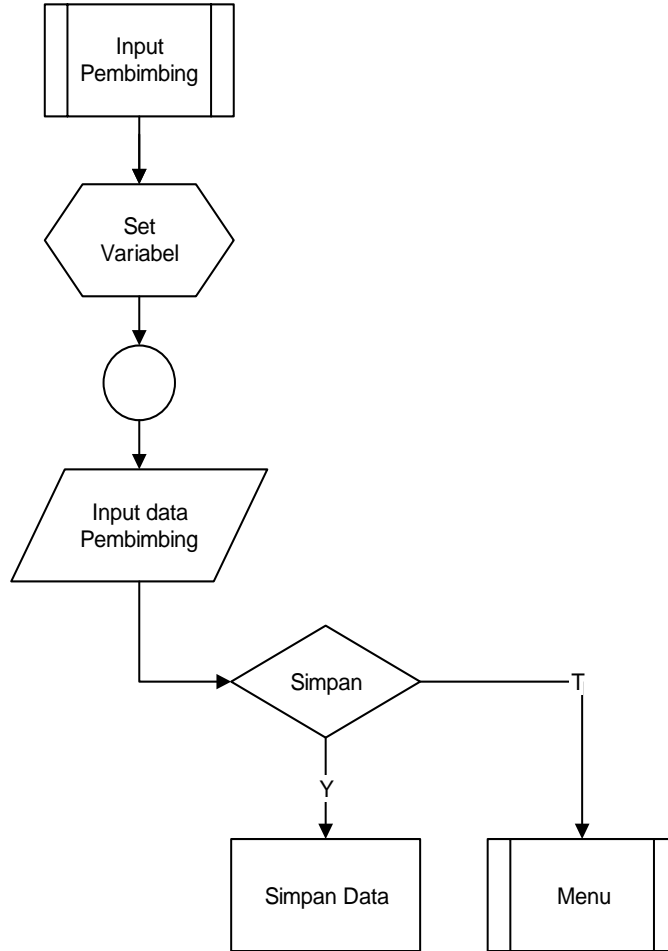 Input
Pembimbing
Set
Variabel
Input data
Pembimbing
Simpan
T
Y
Simpan Data
Menu